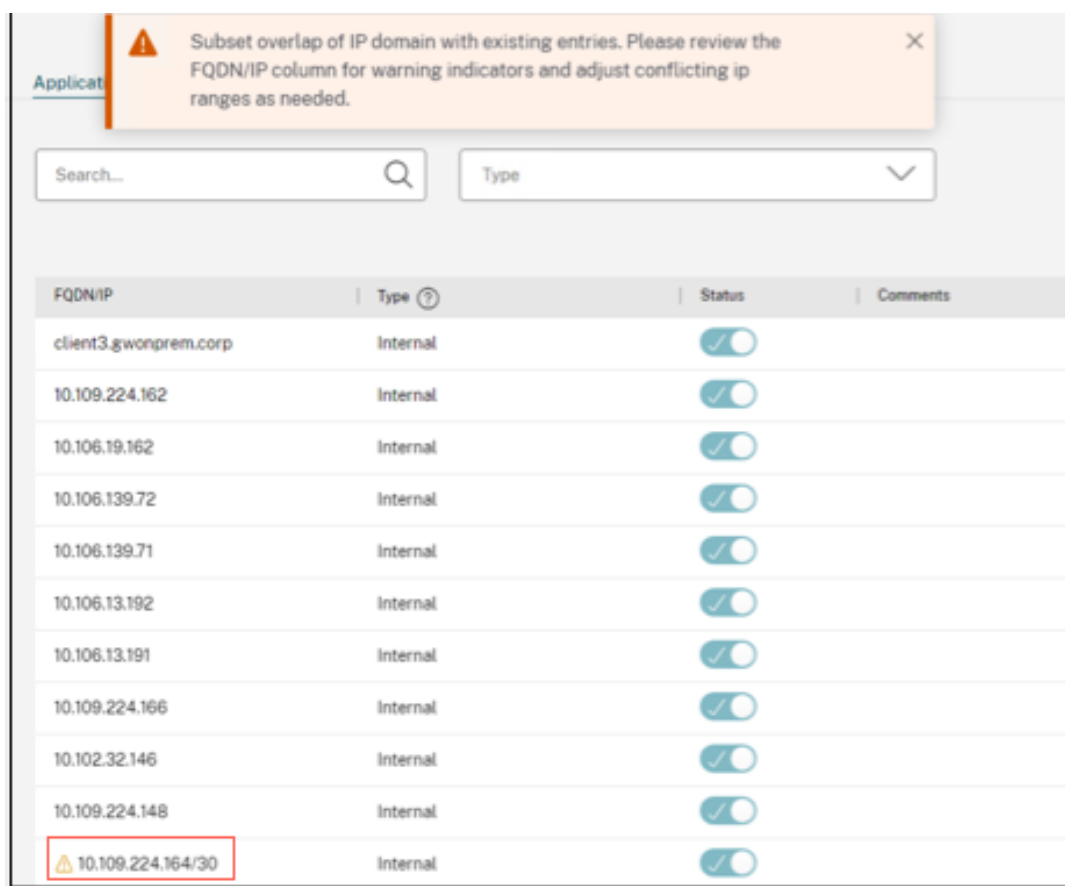 Subset overlap of IP domain with existing entries. Please review the
FQDN/IP column for warning indicators and adjust conflicting ip
ranges as needed.
Applicat
Search... Type
FQDN/IP Type Status Comments
client3.gwonprem.corp Internal
10.109.224.162 Internal
10.106.19.162 Internal
10.106.139.72 Internal
10.106.139.71 Internal
10.106.13.192 Internal
10.106.13.191 Internal
10.109.224.166 Internal
10.102.32.146 Internal
10.109.224.148 Internal
10.109.224.164/30 Internal